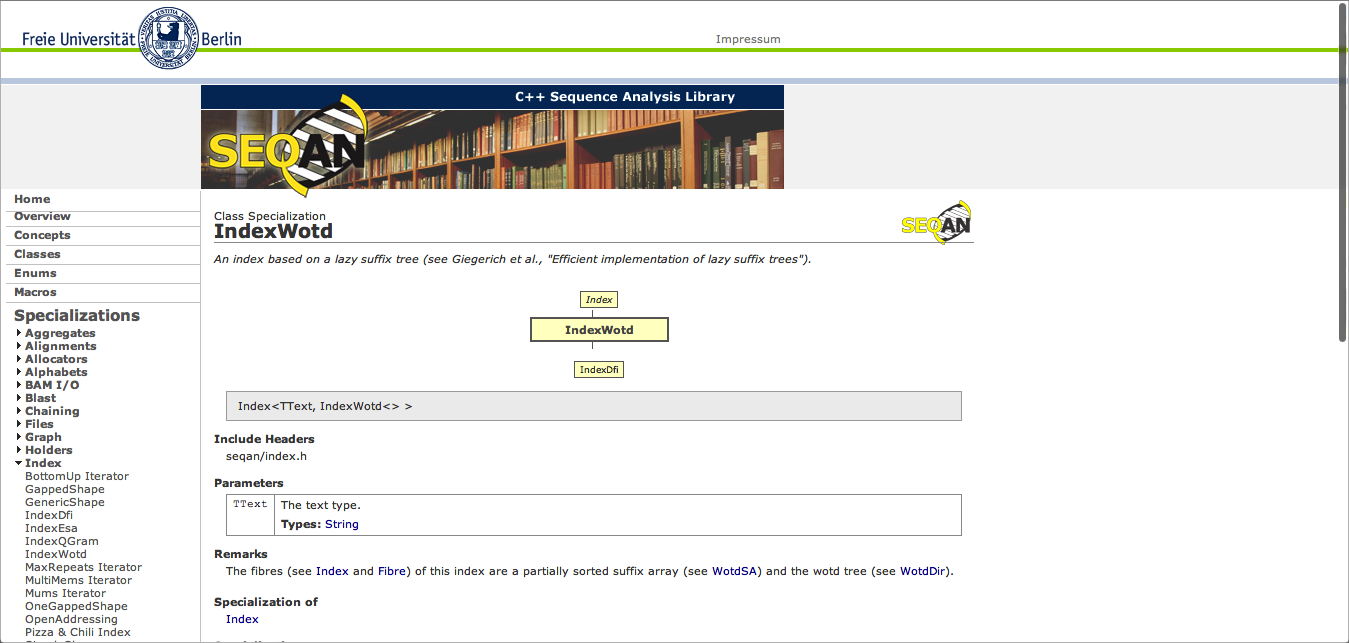 Freie Universität Berlin
Impressum
C++ Sequence Analysis Library
SEQAN
Home
Overview
Concepts
Classes
Enums
Macros
Specializations
Aggregates
Alignments
Allocators
Alphabets
BAM I/O
Blast
Chaining
Files
Graph
Holders
Index
BottomUp Iterator
GappedShape
GenericShape
IndexDfi
IndexEsa
IndexQGram
IndexWotd
MaxRepeats Iterator
MultiMems Iterator
Mums Iterator
OneGappedShape
OpenAddressing
Pizza & Chili Index
Class Specialization
IndexWotd
SEQAN
An index based on a lazy suffix tree (see Giegerich et al., "Efficient implementation of lazy suffix trees").
Index
IndexWotd
IndexDfi
Index<TText, IndexWotd<> >
Include Headers
seqan/index.h
Parameters
TText The text type.
Types: String
Remarks
The fibres (see Index and Fibre) of this index are a partially sorted suffix array (see WotdSA) and the wotd tree (see WotdDir).
Specialization of
Index